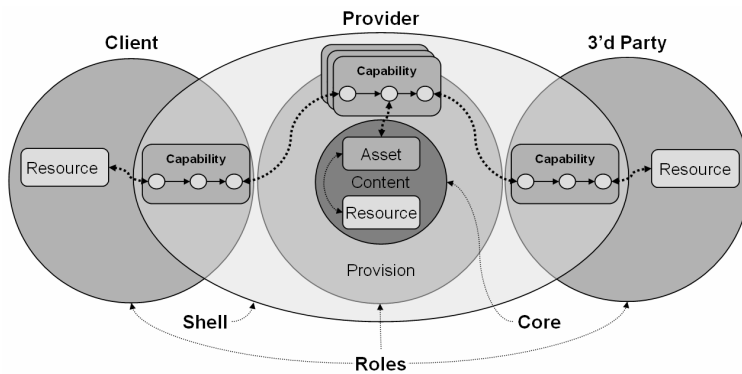 Provider
Client
3'd Party
Capability
Resource
Capability
Asset
Content
Resource
Capability
Resource
Provision
Shell
Core
Roles